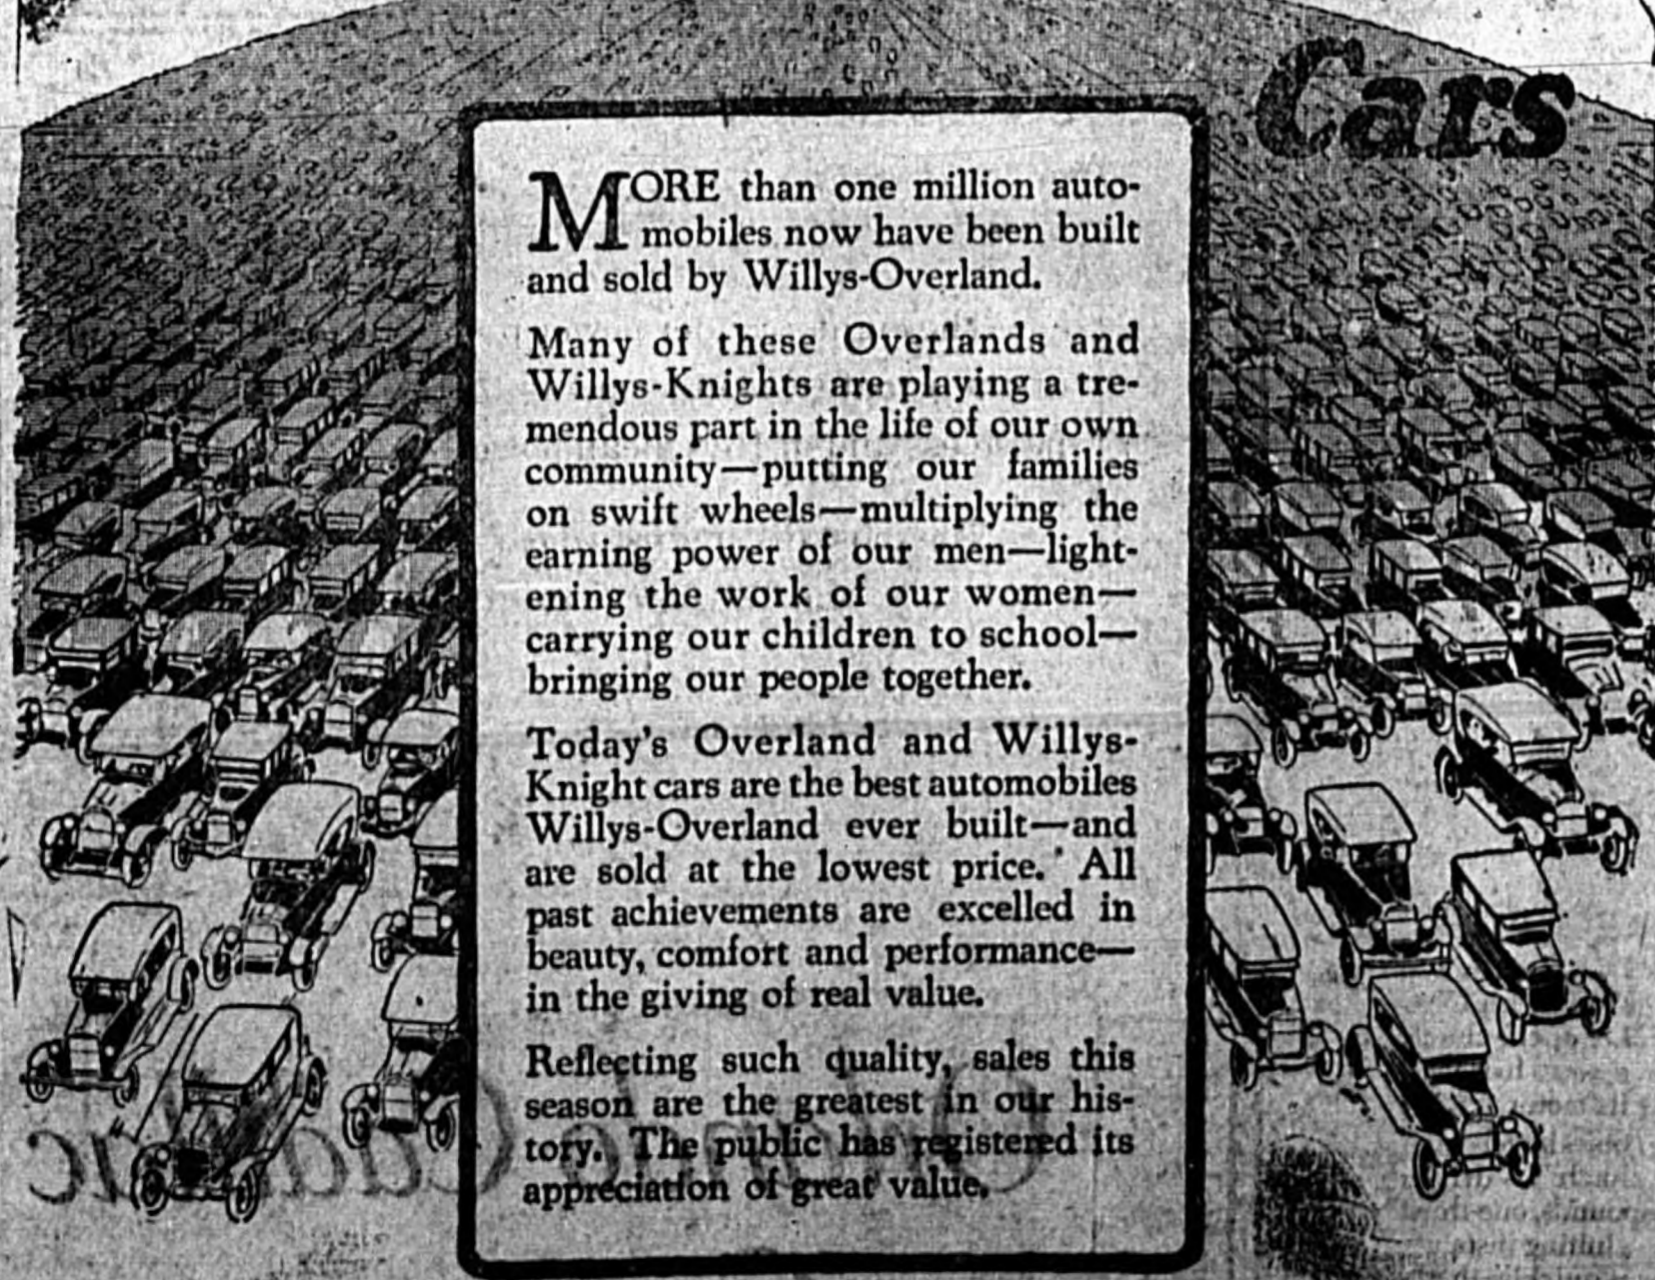 Cars
MORE than one million auto-
mobiles now have been built
and sold by Willys-Overland.
Many of these Overlands and
Willys-Knights are playing a tre-
mendous part in the life of our own
community—putting our families
on swift wheels—multiplying the
earning power of our men—light-
ening the work of our women—
carrying our children to school—
bringing our people together.
Today's Overland and Willys-
Knight cars are the best automobiles
Willys-Overland ever built—and
are sold at the lowest price. All
past achievements are excelled in
beauty, comfort and performance—
in the giving of real value.
Reflecting such quality, sales this
season are the greatest in our his-
tory. The public has registered its
appreciation of great value.